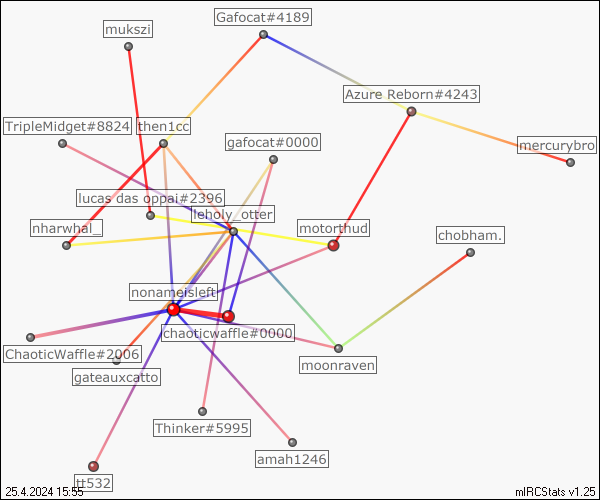 Gafocat#4189
mukszi
Azure Reborn#4243
TripleMidget#8824
then1cc
gafocat#0000
mercurybro
lucas das oppai#2396
leholy_otter
nharwhal_
motorthud
chobham.
nonameisleft
chaoticwaffle#0000
ChaoticWaffle#2006
moonraven
gateauxcatto
Thinker#5995
amah1246
tt532
25.4.2024 15:55
mIRCStats v1.25